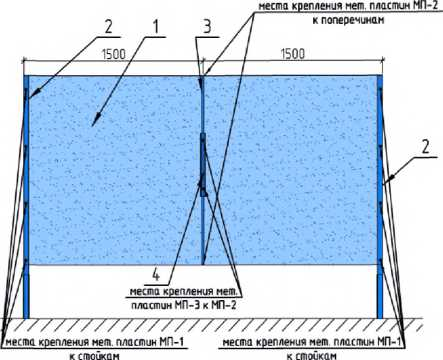 места крепления мет. пластин МП-2
к поперечинам
2
1
3
1500
1500
2
4
места крепления мет.
пластин МП-3 к МП-2
места крепления мет. пластин МП-1
к стойкам
места крепления мет. пластин МП-1
к стойкам